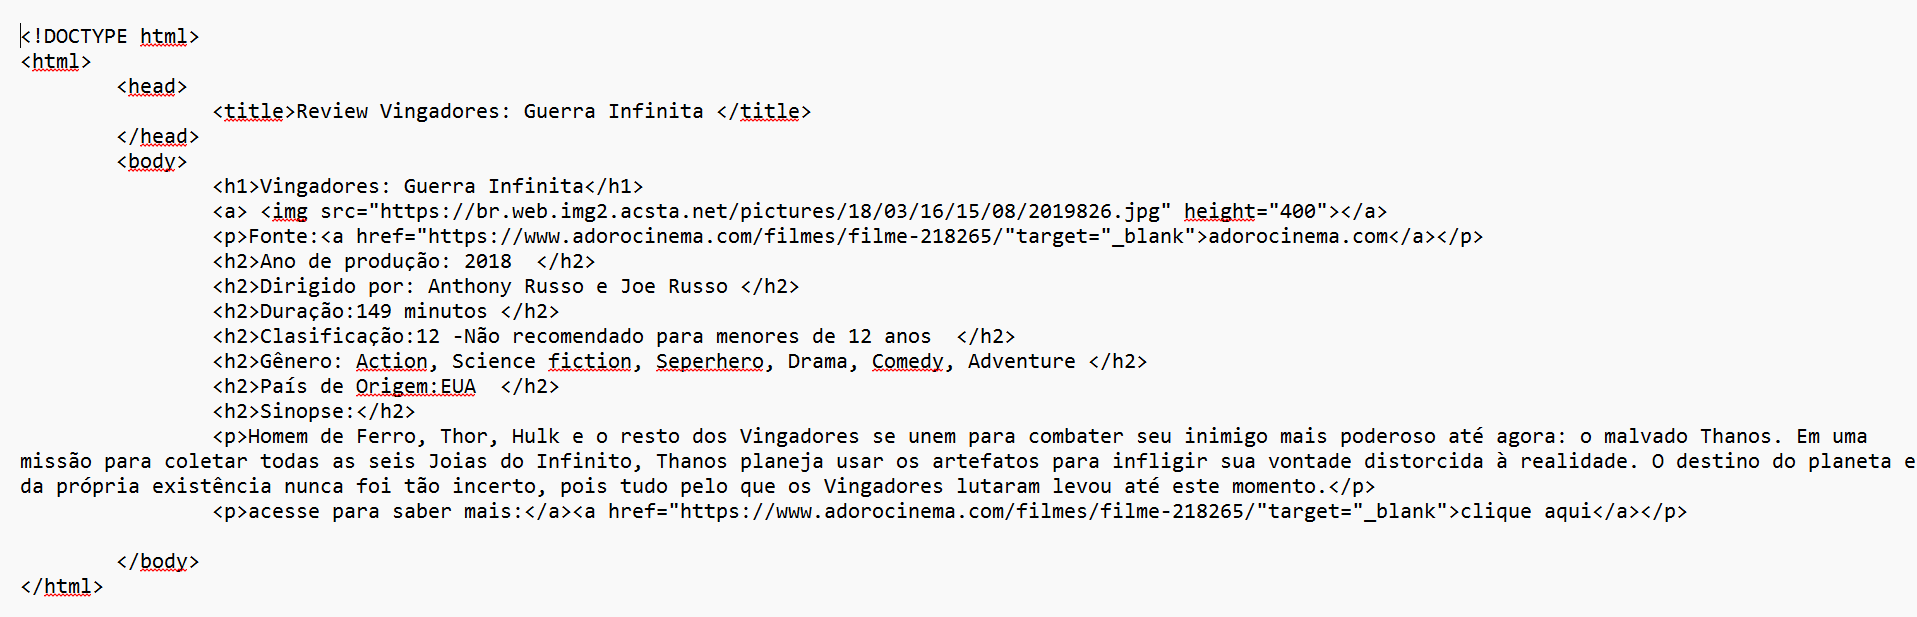 <!DOCTYPE html>
<html>
<head>
<title>Review Vingadores: Guerra Infinita </title>
</head>
<body>
<h1>Vingadores: Guerra Infinita</h1>
<a> <img src="https://br.web.img2.acsta.net/pictures/18/03/16/15/08/2019826.jpg" height="400"></a>
<p>Fonte:<a href="https://www.adorocinema.com/filmes/filme-218265/"target="_blank">adorocinema.com</a></p>
<h2>Ano de produção: 2018  </h2>
<h2>Dirigido por: Anthony Russo e Joe Russo </h2>
<h2>Duração:149 minutos </h2>
<h2>Clasificação:12 -Não recomendado para menores de 12 anos  </h2>
<h2>Gênero: Action, Science fiction, Seperhero, Drama, Comedy, Adventure </h2>
<h2>País de Origem:EUA  </h2>
<h2>Sinopse:</h2>
<p>Homem de Ferro, Thor, Hulk e o resto dos Vingadores se unem para combater seu inimigo mais poderoso até agora: o malvado Thanos. Em uma
missão para coletar todas as seis Joias do Infinito, Thanos planeja usar os artefatos para infligir sua vontade distorcida à realidade. O destino do planeta e
da própria existência nunca foi tão incerto, pois tudo pelo que os Vingadores lutaram levou até este momento.</p>
<p>acesse para saber mais:</a><a href="https://www.adorocinema.com/filmes/filme-218265/"target="_blank">clique aqui</a></p>
</body>
</html>